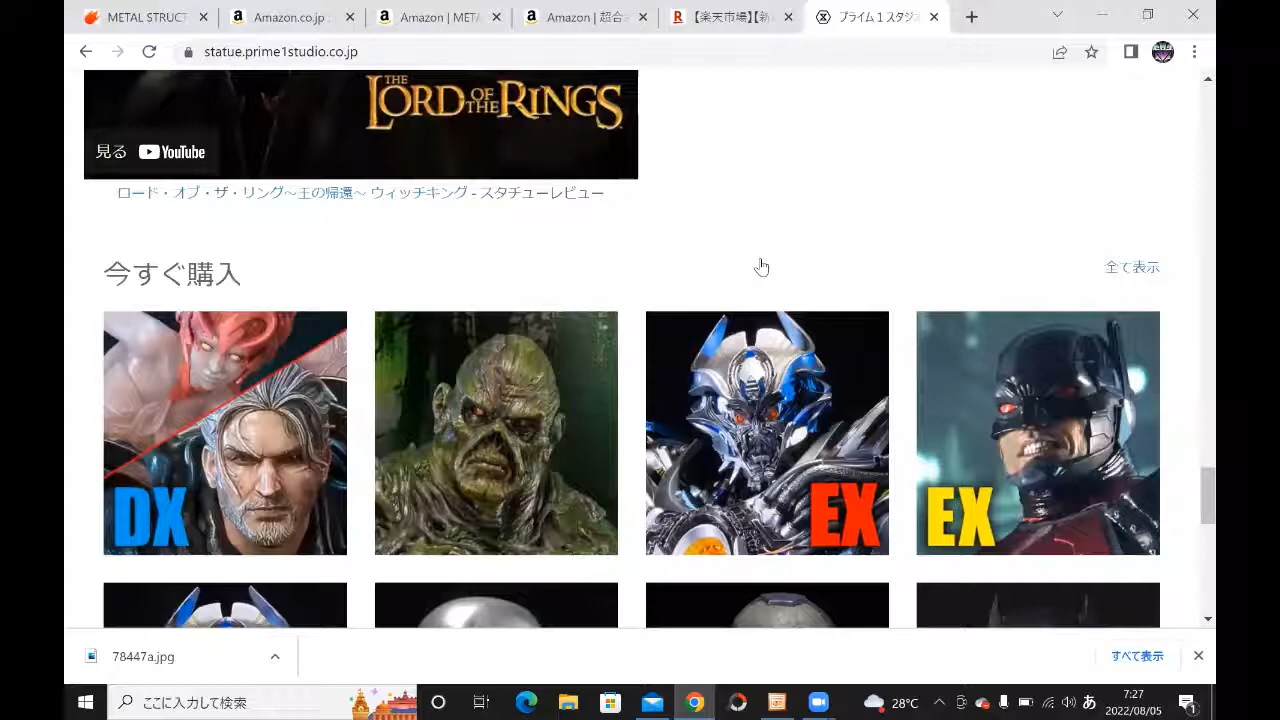 METAL STRUCT
Amazon.co.jp :
Amazon | META
Amazon | 超合
【楽天市場】【新
プライム１スタジオ
statue.prime1studio.co.jp
THE
LORD OF THE RINGS
見る YouTube
ロード・オブ・ザ・リング～王の帰還～ ウィッチキング - スタチューレビュー
今すぐ購入
全て表示
DX
EX
EX
78447a.jpg
すべて表示
ここに入力して検索
28°C
あ
7:27
2022/08/05
1